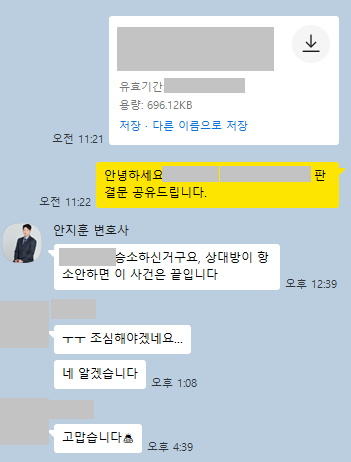 유효기간
용량: 696.12KB
저장 · 다른 이름으로 저장
오전 11:21
안녕하세요 판
결문 공유드립니다.
오전 11:22
안지훈 변호사
승소하신거구요, 상대방이 항
소안하면 이 사건은 끝입니다
오후 12:39
ㅜㅜ 조심해야겠네요...
네 알겠습니다
오후 1:08
고맙습니다
오후 4:39